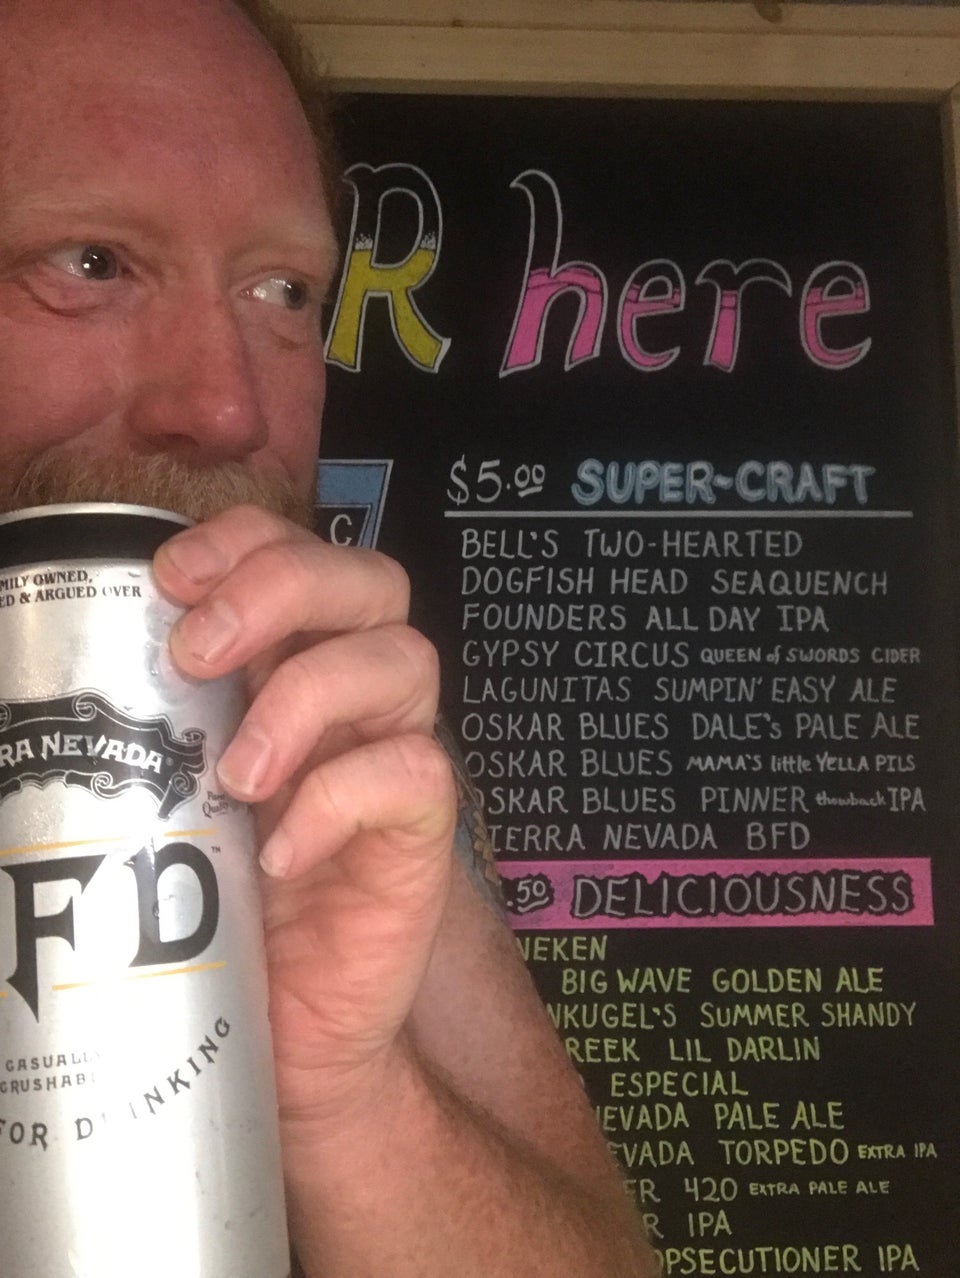 R here
C
$5.00 SUPER-CRAFT
BELL'S TWO-HEARTED
DOGFISH HEAD SEAQUENCH
FOUNDERS ALL DAY IPA
GYPSY CIRCUS QUEEN of SWORDS CIDER
LAGUNITAS SUMPIN' EASY ALE
OSKAR BLUES DALE's PALE ALE
OSKAR BLUES MAMA'S little YELLA PILS
OSKAR BLUES PINNER throwback IPA
IERRA NEVADA BFD
.50 DELICIOUSNESS
NEKEN
BIG WAVE GOLDEN ALE
NKUGEL'S SUMMER SHANDY
REEK LIL DARLIN
ESPECIAL
EVADA PALE ALE
EVADA TORPEDO EXTRA IPA
ER 420 EXTRA PALE ALE
R IPA
OPSECUTIONER IPA
MILY OWNED,
ED & ARGUED OVER
RA NEVADA
FD™
CASUALL
CRUSHAB
FOR DRINKING